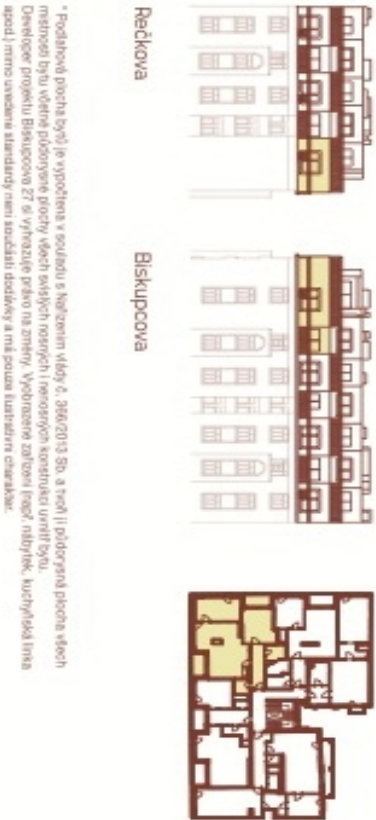 Řečkova
Biskupcova
* Podlahová plocha bytů je vypočtena v souladu s Nařízením vlády č. 366/2013 Sb. a tvoří ji půdorysná plocha všech
místností bytu včetně půdorysné plochy všech svislých nosných i nenosných konstrukcí uvnitř bytu.
Developer projektu Biskupcova 27 si vyhrazuje právo na změny. Vyobrazené zařízení (např. nábytek, kuchyňská linka
apod.) mimo uvedené standardy není součástí dodávky a má pouze ilustrativní charakter.